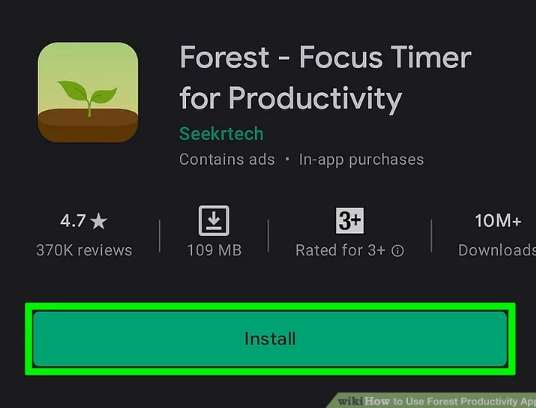 Forest - Focus Timer
for Productivity
Seekrtech
Contains ads • In-app purchases
4.7★
370K reviews
109 MB
3+
Rated for 3+
10M+
Downloads
Install
wikiHow to Use Forest Productivity App